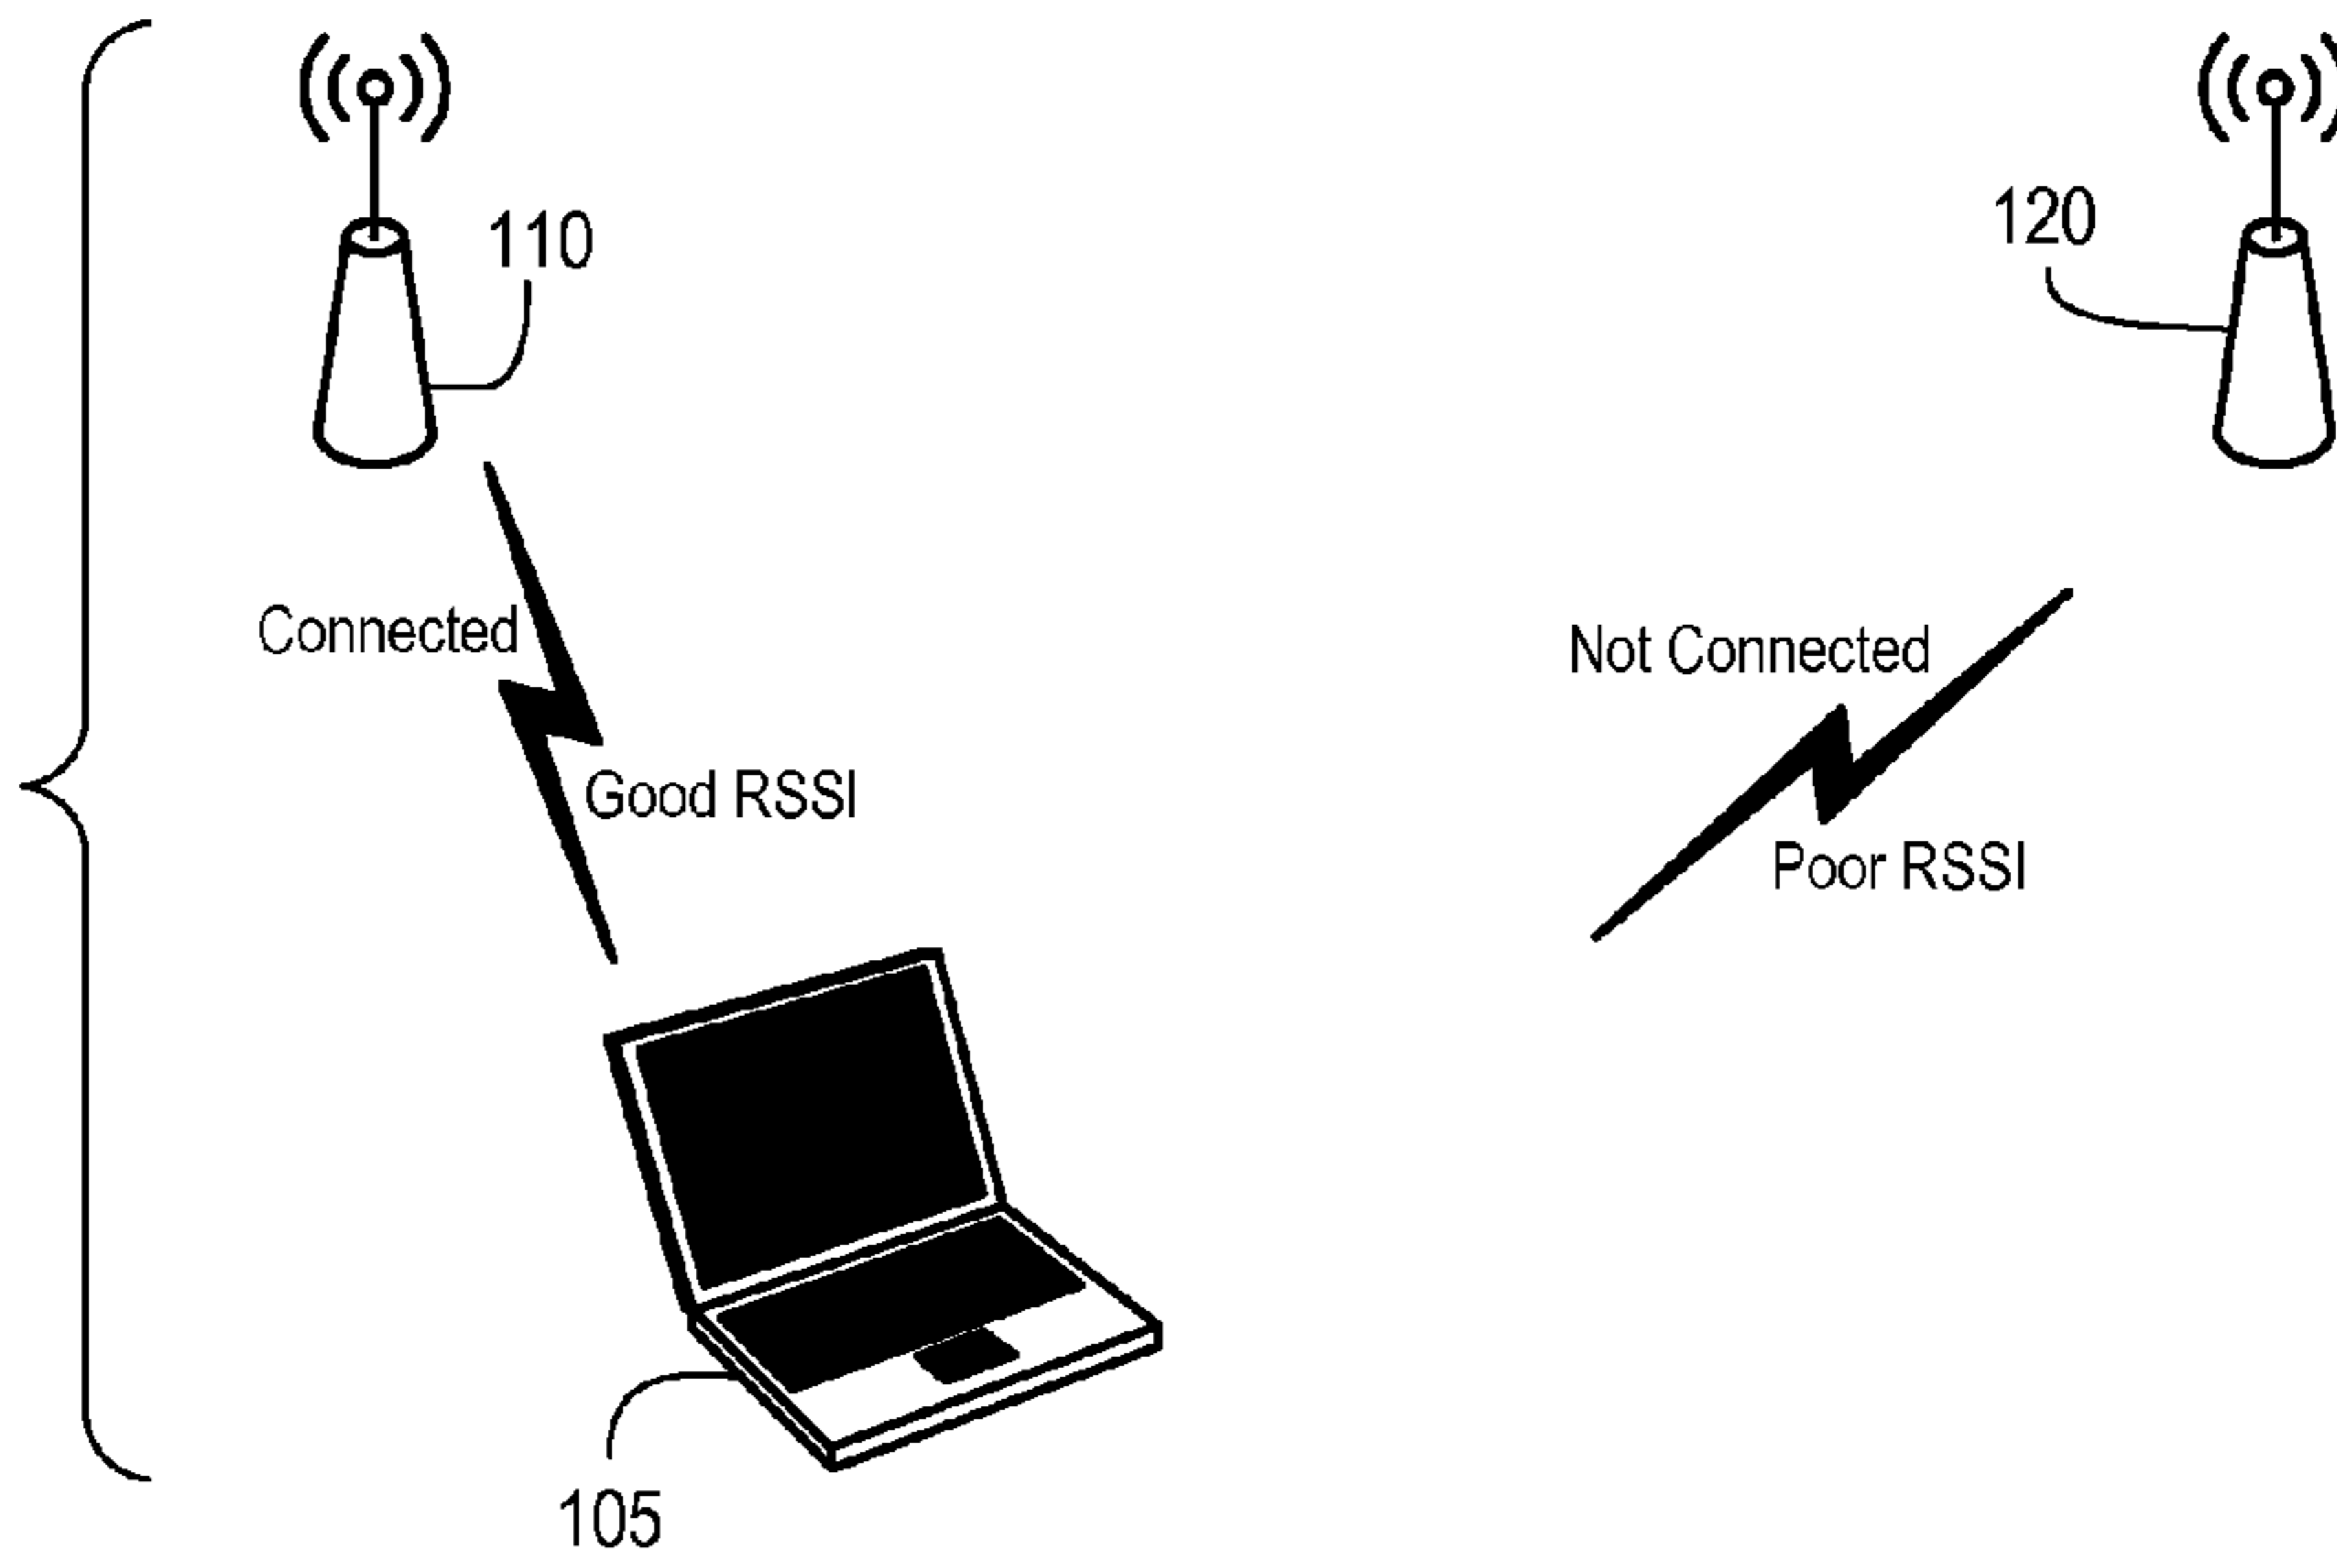 110
120
Connected
Not Connected
Good RSSI
Poor RSSI
105